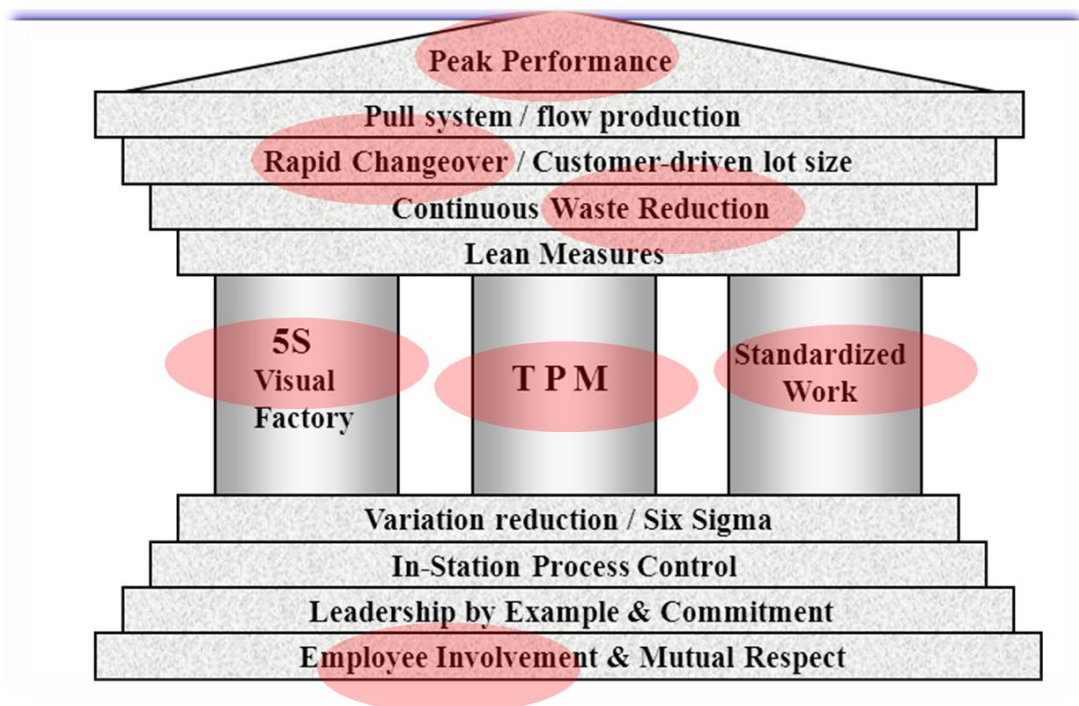 Peak Performance
Pull system / flow production
Rapid Changeover / Customer-driven lot size
Continuous Waste Reduction
Lean Measures
5S
Visual
Factory
T P M
Standardized
Work
Variation reduction / Six Sigma
In-Station Process Control
Leadership by Example & Commitment
Employee Involvement & Mutual Respect